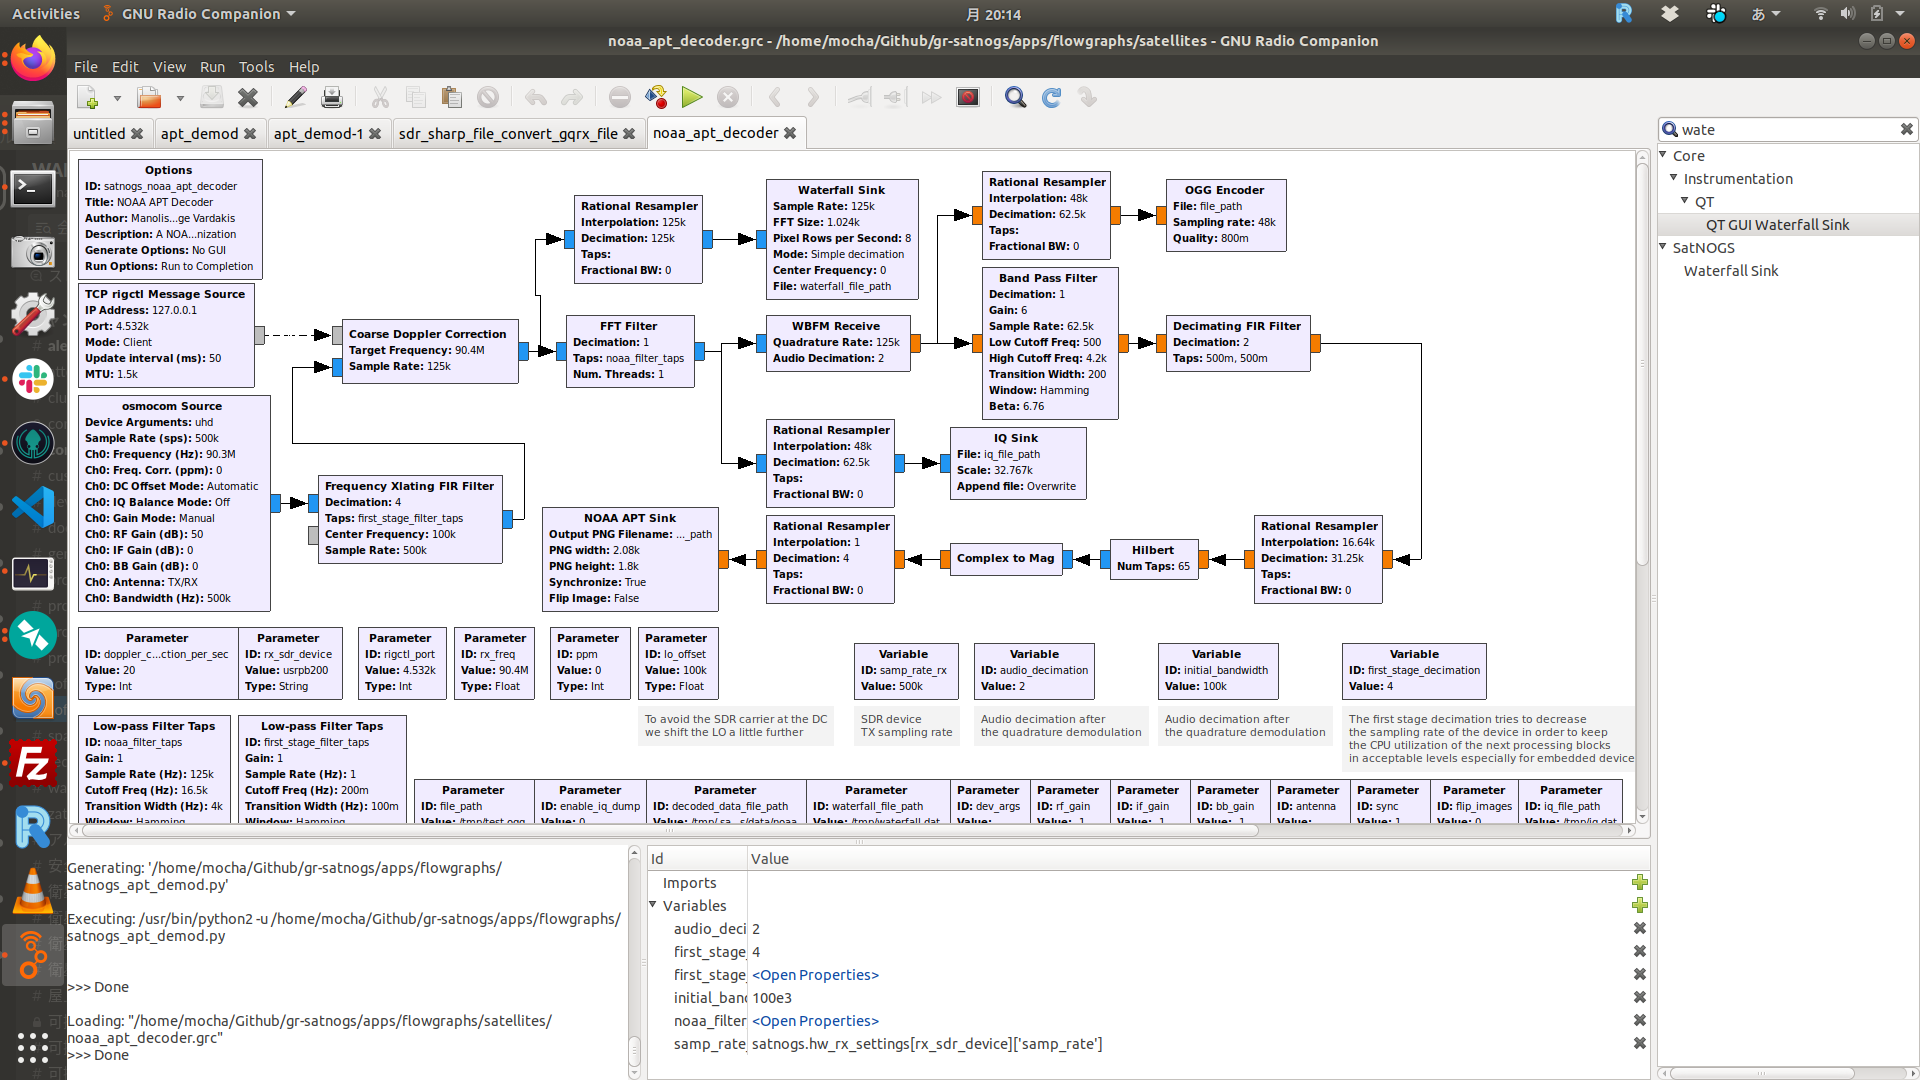 Activities
GNU Radio Companion
月 20:14
あ
noaa_apt_decoder.grc - /home/mocha/Github/gr-satnogs/apps/flowgraphs/satellites - GNU Radio Companion
File Edit View Run Tools Help
untitled
apt_demod
apt_demod-1
sdr_sharp_file_convert_gqrx_file
noaa_apt_decoder
wate
Core
Instrumentation
QT
QT GUI Waterfall Sink
SatNOGS
Waterfall Sink
Options
ID: satnogs_noaa_apt_decoder
Title: NOAA APT Decoder
Author: Manolis...ge Vardakis
Description: A NOA...nization
Generate Options: No GUI
Run Options: Run to Completion
TCP rigctl Message Source
IP Address: 127.0.0.1
Port: 4.532k
Mode: Client
Update interval (ms): 50
MTU: 1.5k
osmocom Source
Device Arguments: uhd
Sample Rate (sps): 500k
Ch0: Frequency (Hz): 90.3M
Ch0: Freq. Corr. (ppm): 0
Ch0: DC Offset Mode: Automatic
Ch0: IQ Balance Mode: Off
Ch0: Gain Mode: Manual
Ch0: RF Gain (dB): 50
Ch0: IF Gain (dB): 0
Ch0: BB Gain (dB): 0
Ch0: Antenna: TX/RX
Ch0: Bandwidth (Hz): 500k
Coarse Doppler Correction
Target Frequency: 90.4M
Sample Rate: 125k
Frequency Xlating FIR Filter
Decimation: 4
Taps: first_stage_filter_taps
Center Frequency: 100k
Sample Rate: 500k
Rational Resampler
Interpolation: 125k
Decimation: 125k
Taps:
Fractional BW: 0
FFT Filter
Decimation: 1
Taps: noaa_filter_taps
Num. Threads: 1
Waterfall Sink
Sample Rate: 125k
FFT Size: 1.024k
Pixel Rows per Second: 8
Mode: Simple decimation
Center Frequency: 0
File: waterfall_file_path
WBFM Receive
Quadrature Rate: 125k
Audio Decimation: 2
Rational Resampler
Interpolation: 48k
Decimation: 62.5k
Taps:
Fractional BW: 0
OGG Encoder
File: file_path
Sampling rate: 48k
Quality: 800m
Band Pass Filter
Decimation: 1
Gain: 6
Sample Rate: 62.5k
Low Cutoff Freq: 500
High Cutoff Freq: 4.2k
Transition Width: 200
Window: Hamming
Beta: 6.76
Decimating FIR Filter
Decimation: 2
Taps: 500m, 500m
Rational Resampler
Interpolation: 48k
Decimation: 62.5k
Taps:
Fractional BW: 0
IQ Sink
File: iq_file_path
Scale: 32.767k
Append file: Overwrite
NOAA APT Sink
Output PNG Filename: ..._path
PNG width: 2.08k
PNG height: 1.8k
Synchronize: True
Flip Image: False
Rational Resampler
Interpolation: 1
Decimation: 4
Taps:
Fractional BW: 0
Complex to Mag
Hilbert
Num Taps: 65
Rational Resampler
Interpolation: 16.64k
Decimation: 31.25k
Taps:
Fractional BW: 0
Parameter
ID: doppler_c...ction_per_sec
Value: 20
Type: Int
Parameter
ID: rx_sdr_device
Value: usrpb200
Type: String
Parameter
ID: rigctl_port
Value: 4.532k
Type: Int
Parameter
ID: rx_freq
Value: 90.4M
Type: Float
Parameter
ID: ppm
Value: 0
Type: Int
Parameter
ID: lo_offset
Value: 100k
Type: Float
Variable
ID: samp_rate_rx
Value: 500k
Variable
ID: audio_decimation
Value: 2
Variable
ID: initial_bandwidth
Value: 100k
Variable
ID: first_stage_decimation
Value: 4
To avoid the SDR carrier at the DC
we shift the LO a little further
SDR device
TX sampling rate
Audio decimation after
the quadrature demodulation
Audio decimation after
the quadrature demodulation
The first stage decimation tries to decrease
the sampling rate of the device in order to keep
the CPU utilization of the next processing blocks
in acceptable levels especially for embedded device
Low-pass Filter Taps
ID: noaa_filter_taps
Gain: 1
Sample Rate (Hz): 125k
Cutoff Freq (Hz): 16.5k
Transition Width (Hz): 4k
Window: Hamming
Low-pass Filter Taps
ID: first_stage_filter_taps
Gain: 1
Sample Rate (Hz): 1
Cutoff Freq (Hz): 200m
Transition Width (Hz): 100m
Window: Hamming
Parameter
ID: file_path
Value: /tmp/test.ogg
Parameter
ID: enable_iq_dump
Value: 0
Parameter
ID: decoded_data_file_path
Value: /tmp/.sa...s/data/noaa
Parameter
ID: waterfall_file_path
Value: /tmp/waterfall.dat
Parameter
ID: dev_args
Value:
Parameter
ID: rf_gain
Value: -1
Parameter
ID: if_gain
Value: -1
Parameter
ID: bb_gain
Value: -1
Parameter
ID: antenna
Value:
Parameter
ID: sync
Value: 1
Parameter
ID: flip_images
Value: 0
Parameter
ID: iq_file_path
Value: /tmp/iq.dat
Generating: '/home/mocha/Github/gr-satnogs/apps/flowgraphs/
satnogs_apt_demod.py'
Executing: /usr/bin/python2 -u /home/mocha/Github/gr-satnogs/apps/flowgraphs/
satnogs_apt_demod.py
>>> Done
Loading: "/home/mocha/Github/gr-satnogs/apps/flowgraphs/satellites/
noaa_apt_decoder.grc"
>>> Done
Id Value
Imports
Variables
audio_deci 2
first_stage_ 4
first_stage_ <Open Properties>
initial_banc 100e3
noaa_filter <Open Properties>
samp_rate_ satnogs.hw_rx_settings[rx_sdr_device]['samp_rate']